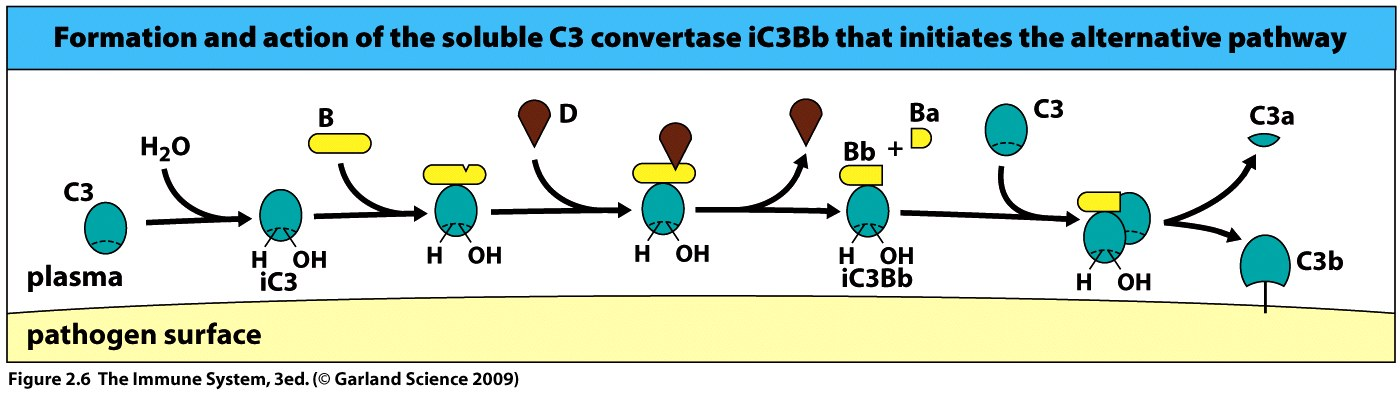 Formation and action of the soluble C3 convertase iC3Bb that initiates the alternative pathway
C3
H₂O
H OH
iC3
B
H OH
D
H OH
Bb + Ba
H OH
iC3Bb
C3
H OH
C3a
C3b
plasma
pathogen surface
Figure 2.6 The Immune System, 3ed. (© Garland Science 2009)